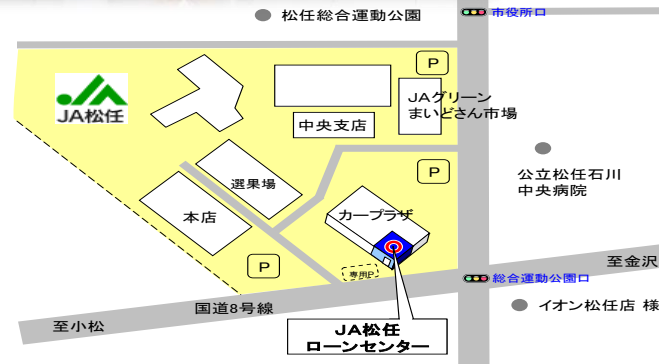 松任総合運動公園
市役所口
P
JA松任
JAグリーン
まいどさん市場
中央支店
公立松任石川
中央病院
P
選果場
本店
カープラザ
P
専用P
至金沢
総合運動公園口
国道8号線
イオン松任店 様
至小松
JA松任
ローンセンター